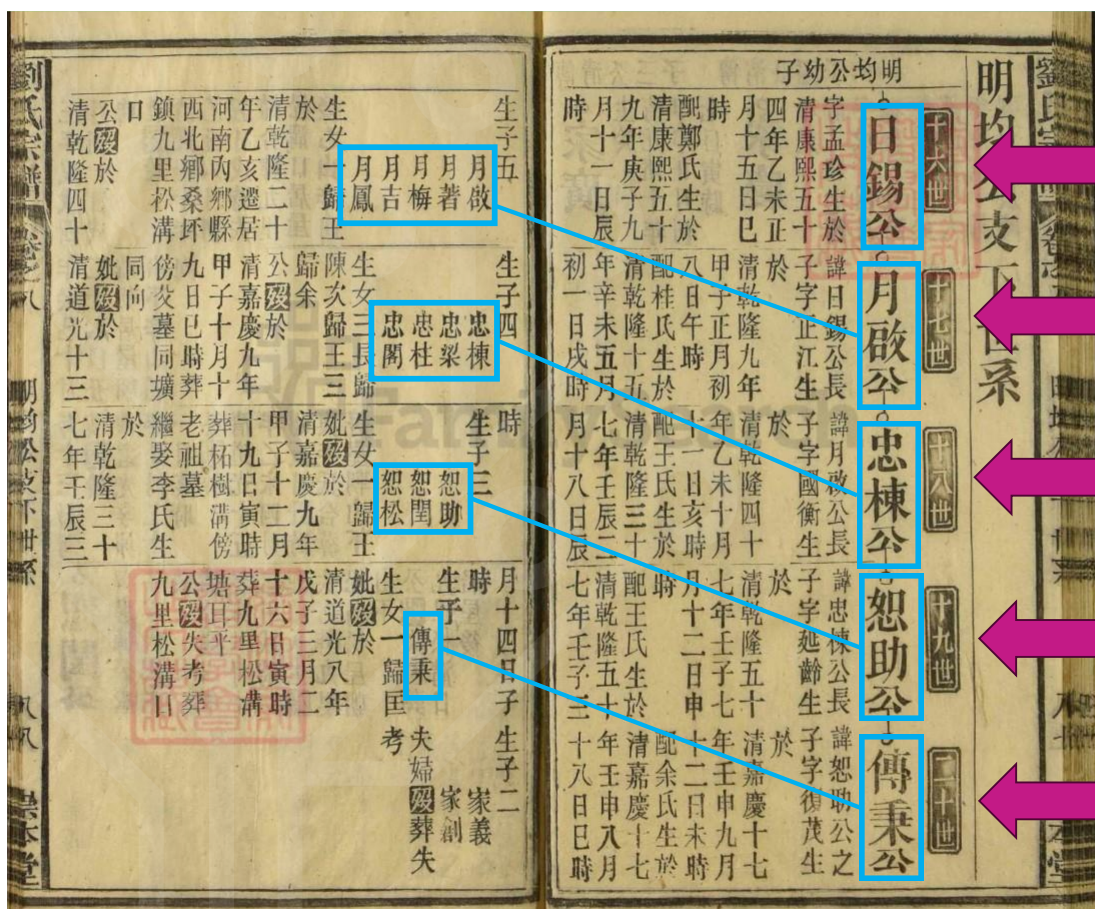 明均公支下世系
明均公幼子
十六世
日錫公
字孟珍生於
清康熙五十
四年乙未正
月十五日巳
時
配鄭氏生於
清康熙五十
九年庚子九
月十一日辰
時
生子五
月啟
月著
月梅
月吉
月鳳
生女一歸王
於
清乾隆二十
年乙亥遷居
河南內鄉縣
西北鄉桑坪
鎮九里松溝
口
公歿於
清乾隆四十
十七世
月啟公
諱日錫公長
子字正江生
於
清乾隆九年
甲子正月初
八日午時
配桂氏生於
清乾隆十五
年辛未五月
初一日戌時
生子四
忠棟
忠梁
忠柱
忠閣
生女三長歸
陳次歸王三
歸余
公歿於
清嘉慶九年
甲子十月十
九日巳時葬
傍父墓同壙
同向
妣歿於
清道光十三
十八世
忠棟公
諱月啟公長
子字國衡生
於
清乾隆四十
年乙未十月
十一日亥時
配王氏生於
清乾隆三十
七年壬辰二
月十八日辰
時
生子三
恕助
恕閏
恕松
生女一歸王
妣歿於
清嘉慶九年
甲子十二月
十九日寅時
葬柘樹溝傍
老祖墓
繼娶李氏生
於
清乾隆三十
七年壬辰三
十九世
恕助公
諱忠棟公長
子字延齡生
於
清乾隆五十
七年壬子七
月十二日申
時
配王氏生於
清乾隆五十
七年壬子三
月十四日子
時
生子一
傳秉
生女一歸匡
妣歿於
清道光八年
戊子三月二
十六日寅時
葬九里松溝
塘耳平
公歿失考葬
九里松溝日
二十世
傳秉公
諱恕助公之
子字復茂生
於
清嘉慶十七
年壬申九月
十二日未時
配余氏生於
清嘉慶十七
年壬申八月
十八日巳時
生子二
家義
家創
夫婦歿葬失
考
劉氏宗譜
八
八八
崇本堂